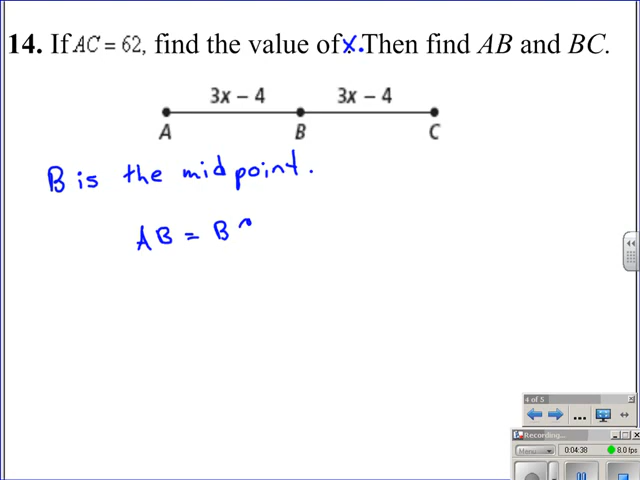 14. If AC = 62, find the value of x. Then find AB and BC.
3x – 4 3x – 4
A B C
B is the midpoint.
AB = B
4 of 5
...
Recording...
Menu 0:04:38 8.0 fps